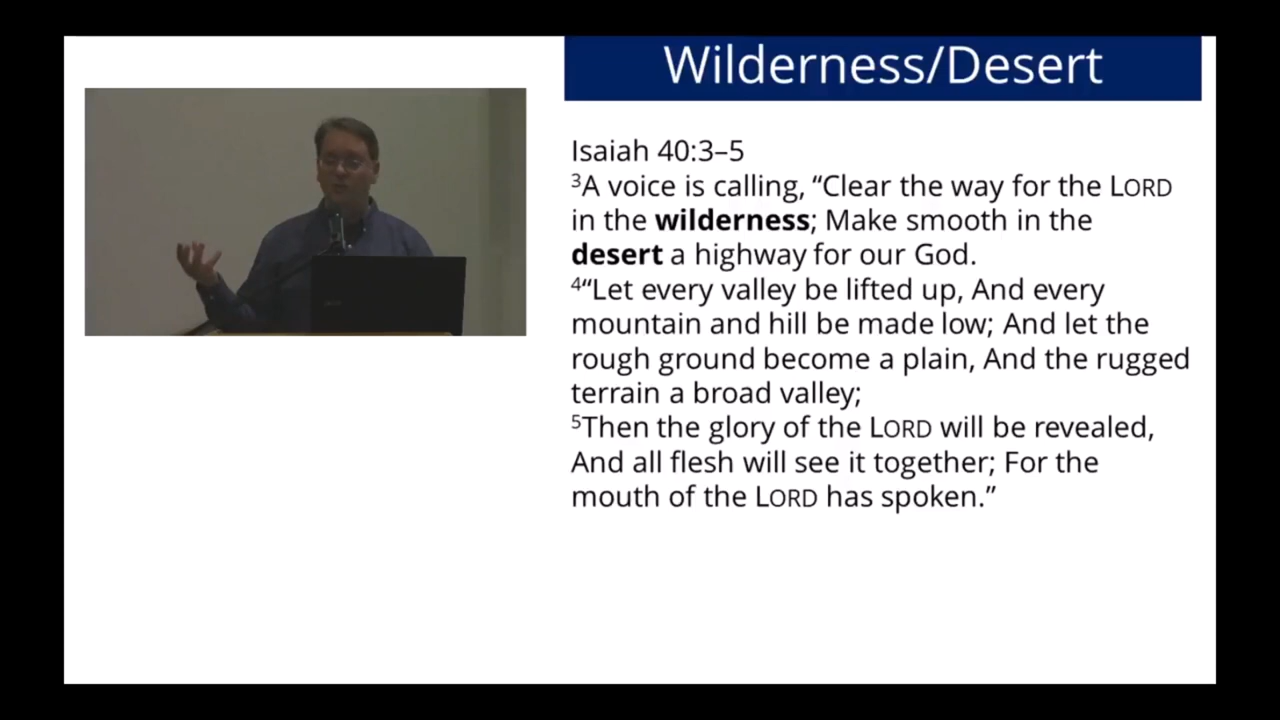 Wilderness/Desert
Isaiah 40:3–5
³A voice is calling, “Clear the way for the LORD
in the wilderness; Make smooth in the
desert a highway for our God.
⁴“Let every valley be lifted up, And every
mountain and hill be made low; And let the
rough ground become a plain, And the rugged
terrain a broad valley;
⁵Then the glory of the LORD will be revealed,
And all flesh will see it together; For the
mouth of the LORD has spoken.”